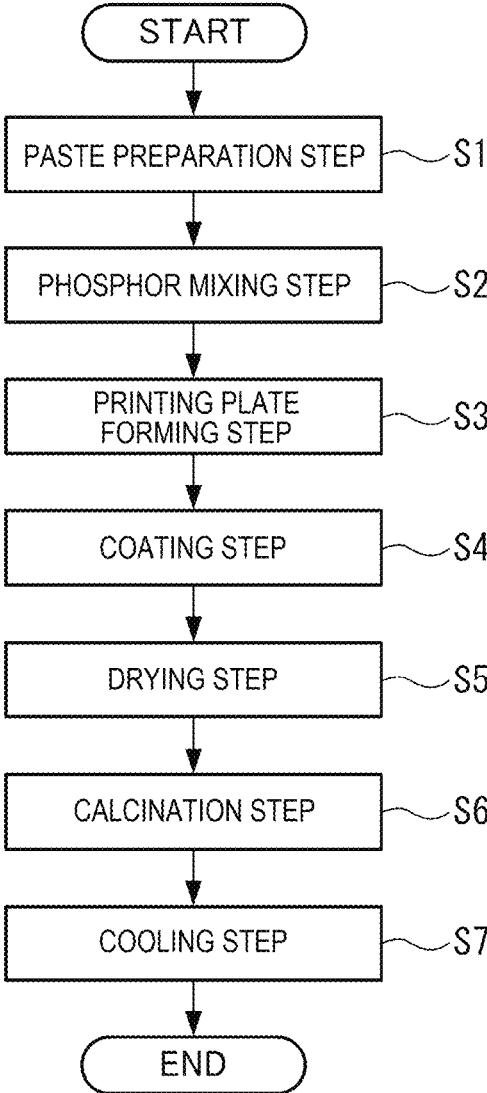 START
PASTE PREPARATION STEP
S1
PHOSPHOR MIXING STEP
S2
PRINTING PLATE
FORMING STEP
S3
COATING STEP
S4
DRYING STEP
S5
CALCINATION STEP
S6
COOLING STEP
S7
END